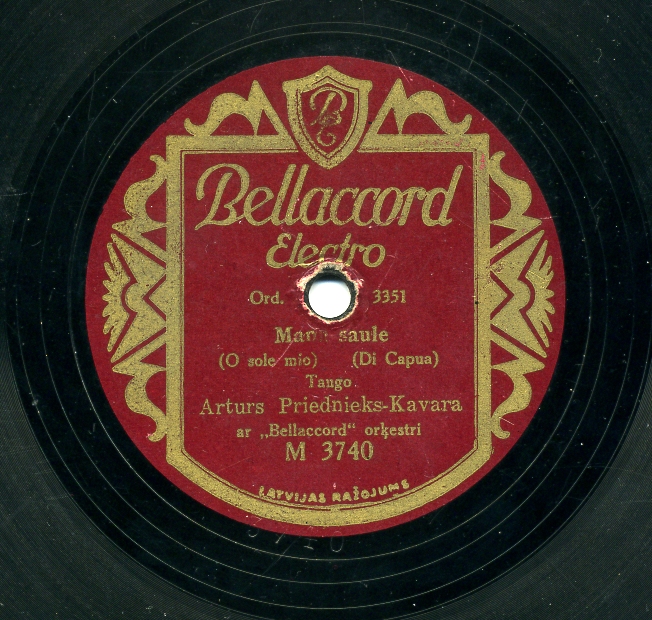 B
Bellaccord
Electro
Ord. 3351
saule
(O sole mio) (Di Capua)
Tango.
Arturs Priednieks-Kavara
ar „Bellaccord" orķestri
M 3740
LATVIJAS RAŽOJUMS